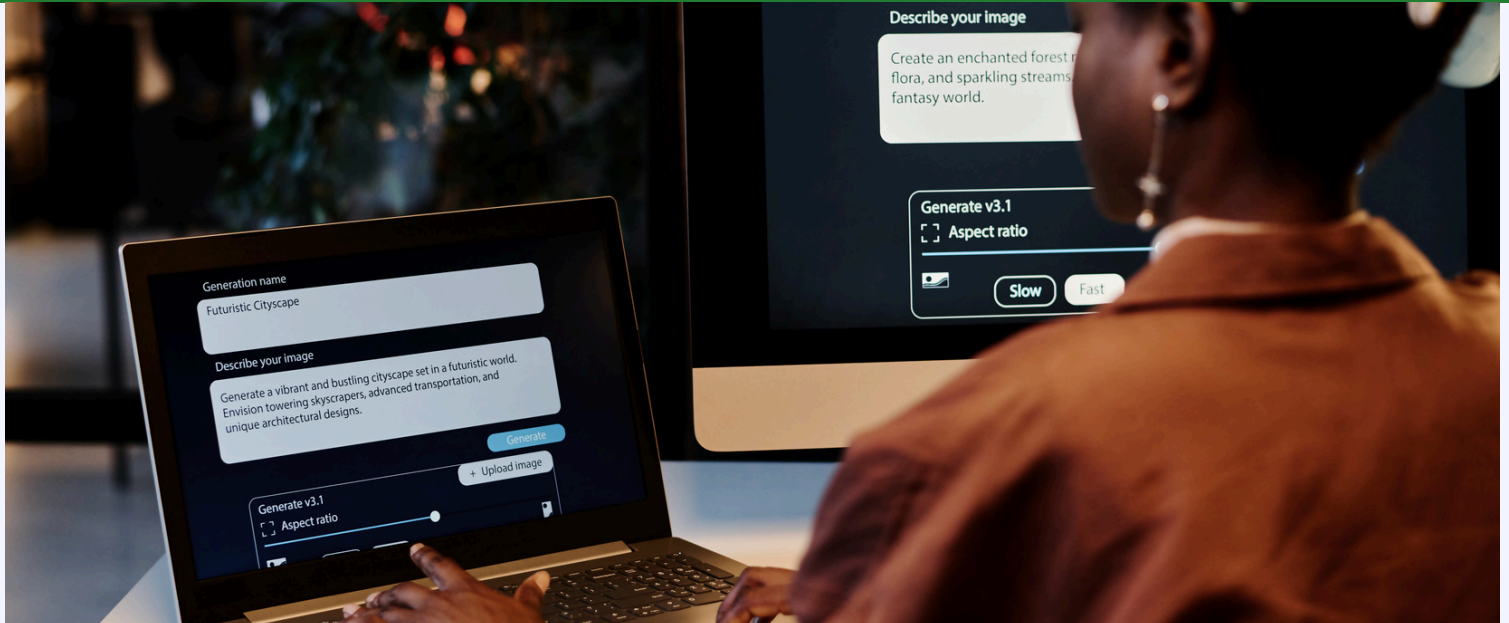 Generation name
Futuristic Cityscape
Describe your image
Generate a vibrant and bustling cityscape set in a futuristic world.
Envision towering skyscrapers, advanced transportation, and
unique architectural designs.
Generate
+ Upload image
Generate v3.1
Aspect ratio
Describe your image
Create an enchanted forest
flora, and sparkling streams,
fantasy world.
Generate v3.1
Aspect ratio
Slow
Fast